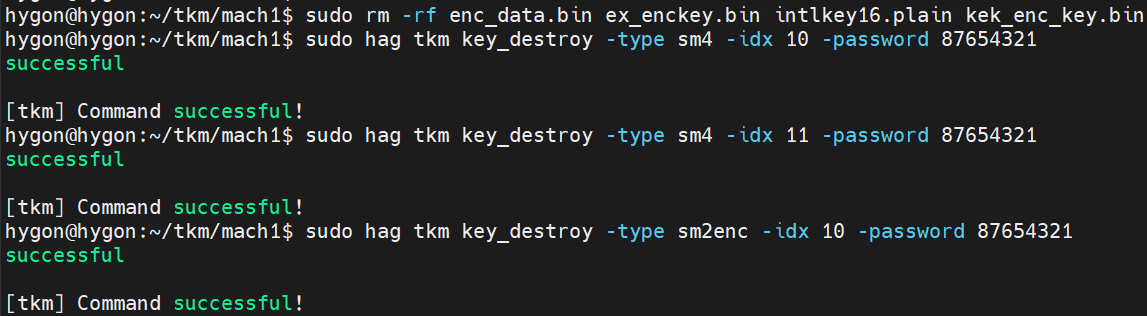 hygon@hygon:~/tkm/mach1$ sudo rm -rf enc_data.bin ex_enckey.bin intlkey16.plain kek_enc_key.bin
hygon@hygon:~/tkm/mach1$ sudo hag tkm key_destroy -type sm4 -idx 10 -password 87654321
successful

[tkm] Command successful!
hygon@hygon:~/tkm/mach1$ sudo hag tkm key_destroy -type sm4 -idx 11 -password 87654321
successful

[tkm] Command successful!
hygon@hygon:~/tkm/mach1$ sudo hag tkm key_destroy -type sm2enc -idx 10 -password 87654321
successful

[tkm] Command successful!